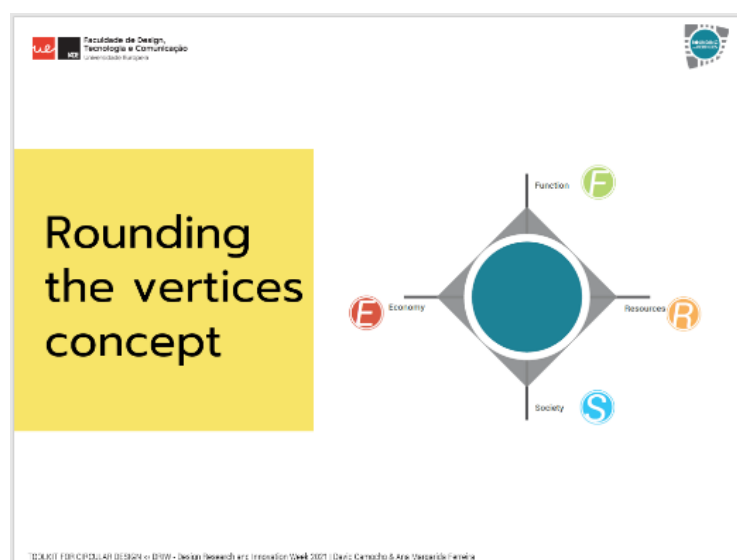 ue
Faculdade de Design,
Tecnologia e Comunicação
Universidade Europeia
Rounding
the vertices
concept
Function
F
E
Economy
Resources
R
Society
S
TOOLKIT FOR CIRCULAR DESIGN «» DRIW - Design Research and Innovation Week 2021 | David Camocho & Ana Margarida Ferreira